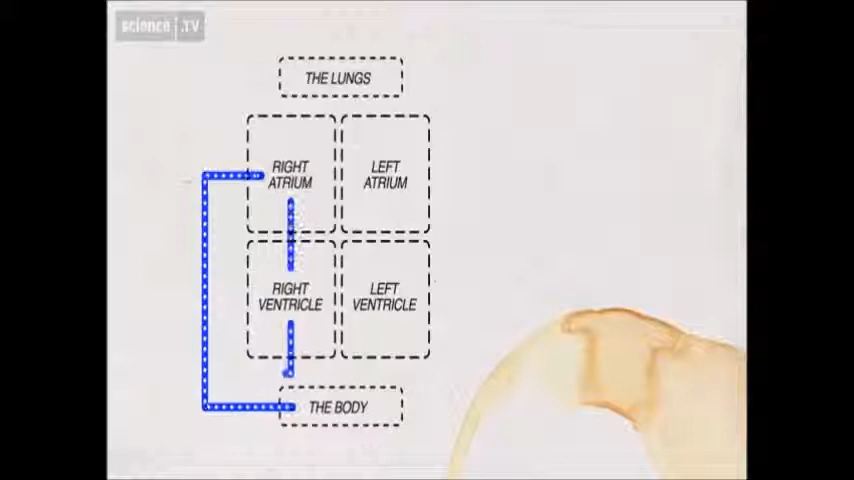 science.TV
THE LUNGS
RIGHT
ATRIUM
LEFT
ATRIUM
RIGHT
VENTRICLE
LEFT
VENTRICLE
THE BODY